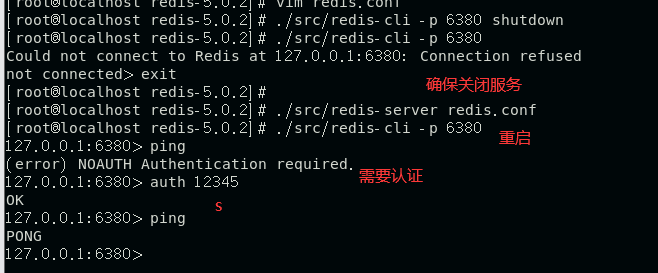 [root@localhost redis-5.0.2]# vim redis.conf
[root@localhost redis-5.0.2]# ./src/redis-cli -p 6380 shutdown
[root@localhost redis-5.0.2]# ./src/redis-cli -p 6380
Could not connect to Redis at 127.0.0.1:6380: Connection refused
not connected> exit
确保关闭服务
[root@localhost redis-5.0.2]#
[root@localhost redis-5.0.2]# ./src/redis-server redis.conf
[root@localhost redis-5.0.2]# ./src/redis-cli -p 6380
重启
127.0.0.1:6380> ping
(error) NOAUTH Authentication required.
需要认证
127.0.0.1:6380> auth 12345
OK
s
127.0.0.1:6380> ping
PONG
127.0.0.1:6380>